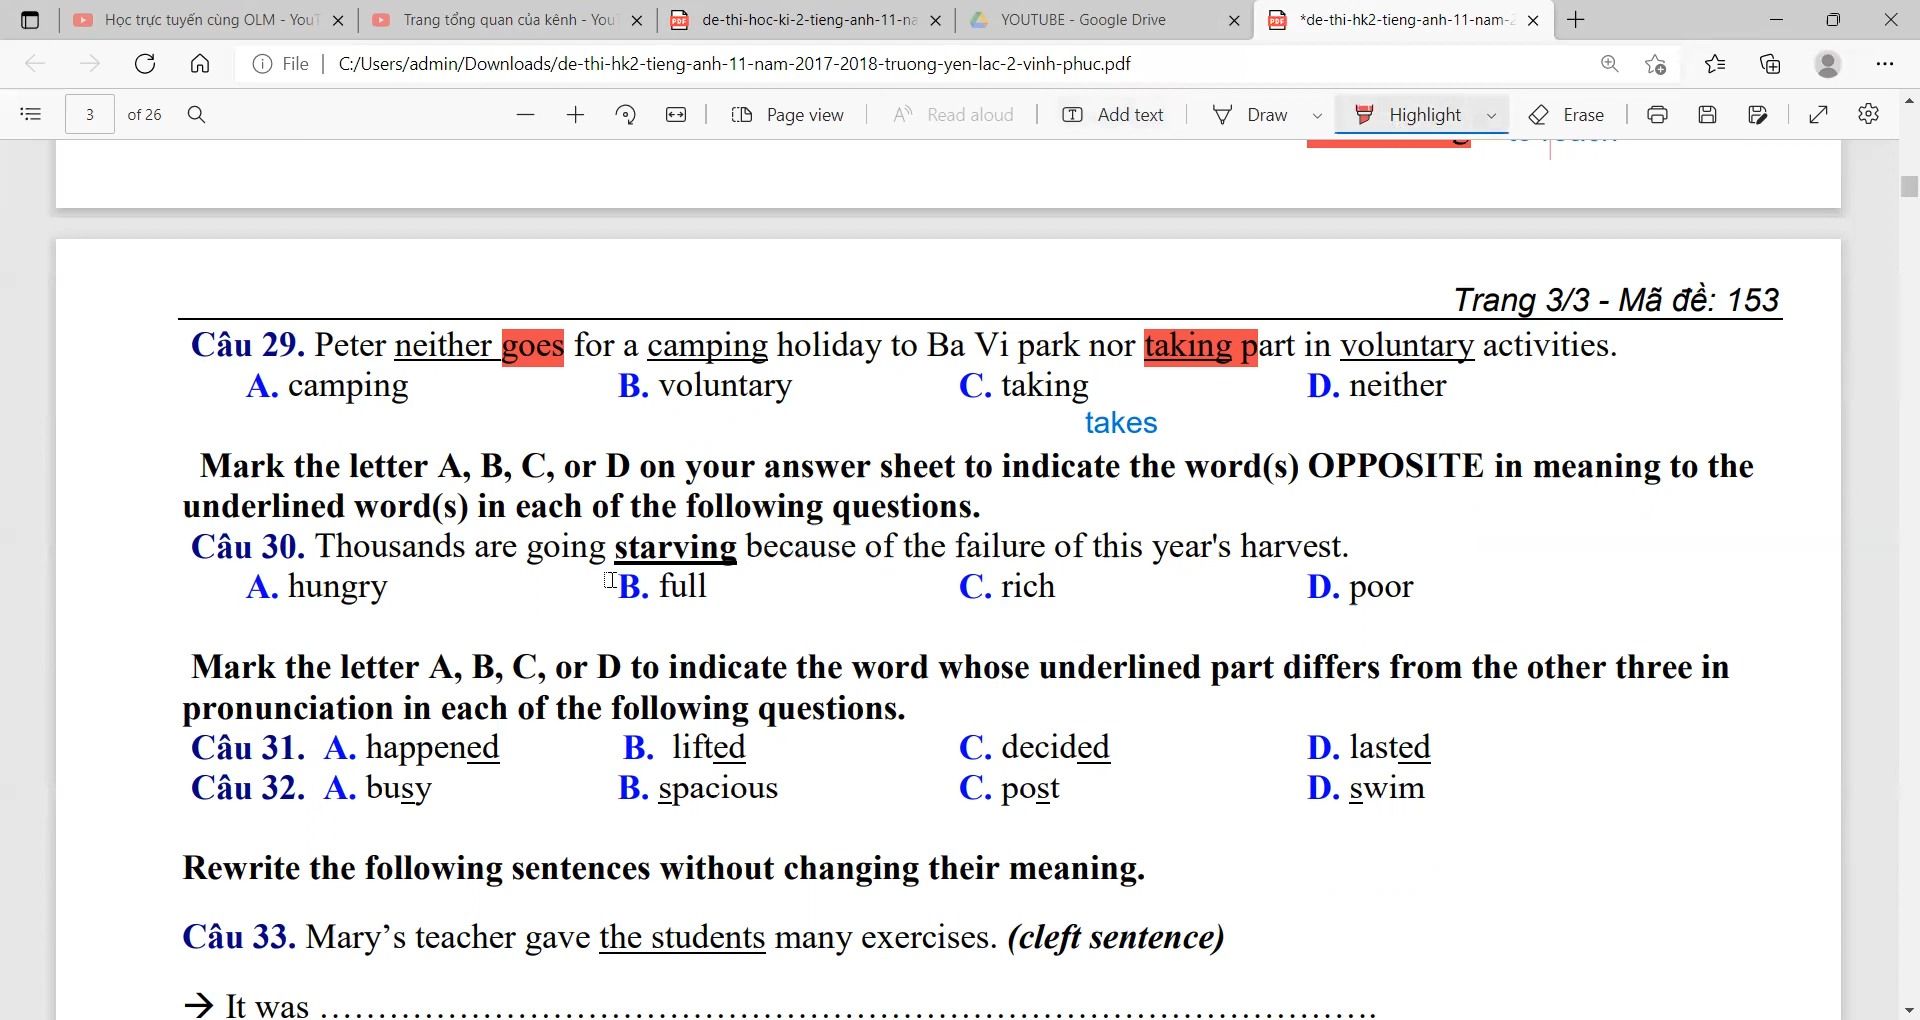 Học trực tuyến cùng OLM - YouT
Trang tổng quan của kênh - You
de-thi-hoc-ki-2-tieng-anh-11-na
YOUTUBE - Google Drive
*de-thi-hk2-tieng-anh-11-nam-2
File C:/Users/admin/Downloads/de-thi-hk2-tieng-anh-11-nam-2017-2018-truong-yen-lac-2-vinh-phuc.pdf
3 of 26 Page view Read aloud Add text Draw Highlight Erase
Trang 3/3 - Mã đề: 153
Câu 29. Peter neither goes for a camping holiday to Ba Vi park nor taking part in voluntary activities.
A. camping B. voluntary C. taking D. neither
takes
Mark the letter A, B, C, or D on your answer sheet to indicate the word(s) OPPOSITE in meaning to the
underlined word(s) in each of the following questions.
Câu 30. Thousands are going starving because of the failure of this year's harvest.
A. hungry B. full C. rich D. poor
Mark the letter A, B, C, or D to indicate the word whose underlined part differs from the other three in
pronunciation in each of the following questions.
Câu 31. A. happened B. lifted C. decided D. lasted
Câu 32. A. busy B. spacious C. post D. swim
Rewrite the following sentences without changing their meaning.
Câu 33. Mary’s teacher gave the students many exercises. (cleft sentence)
→ It was ....................................................................................